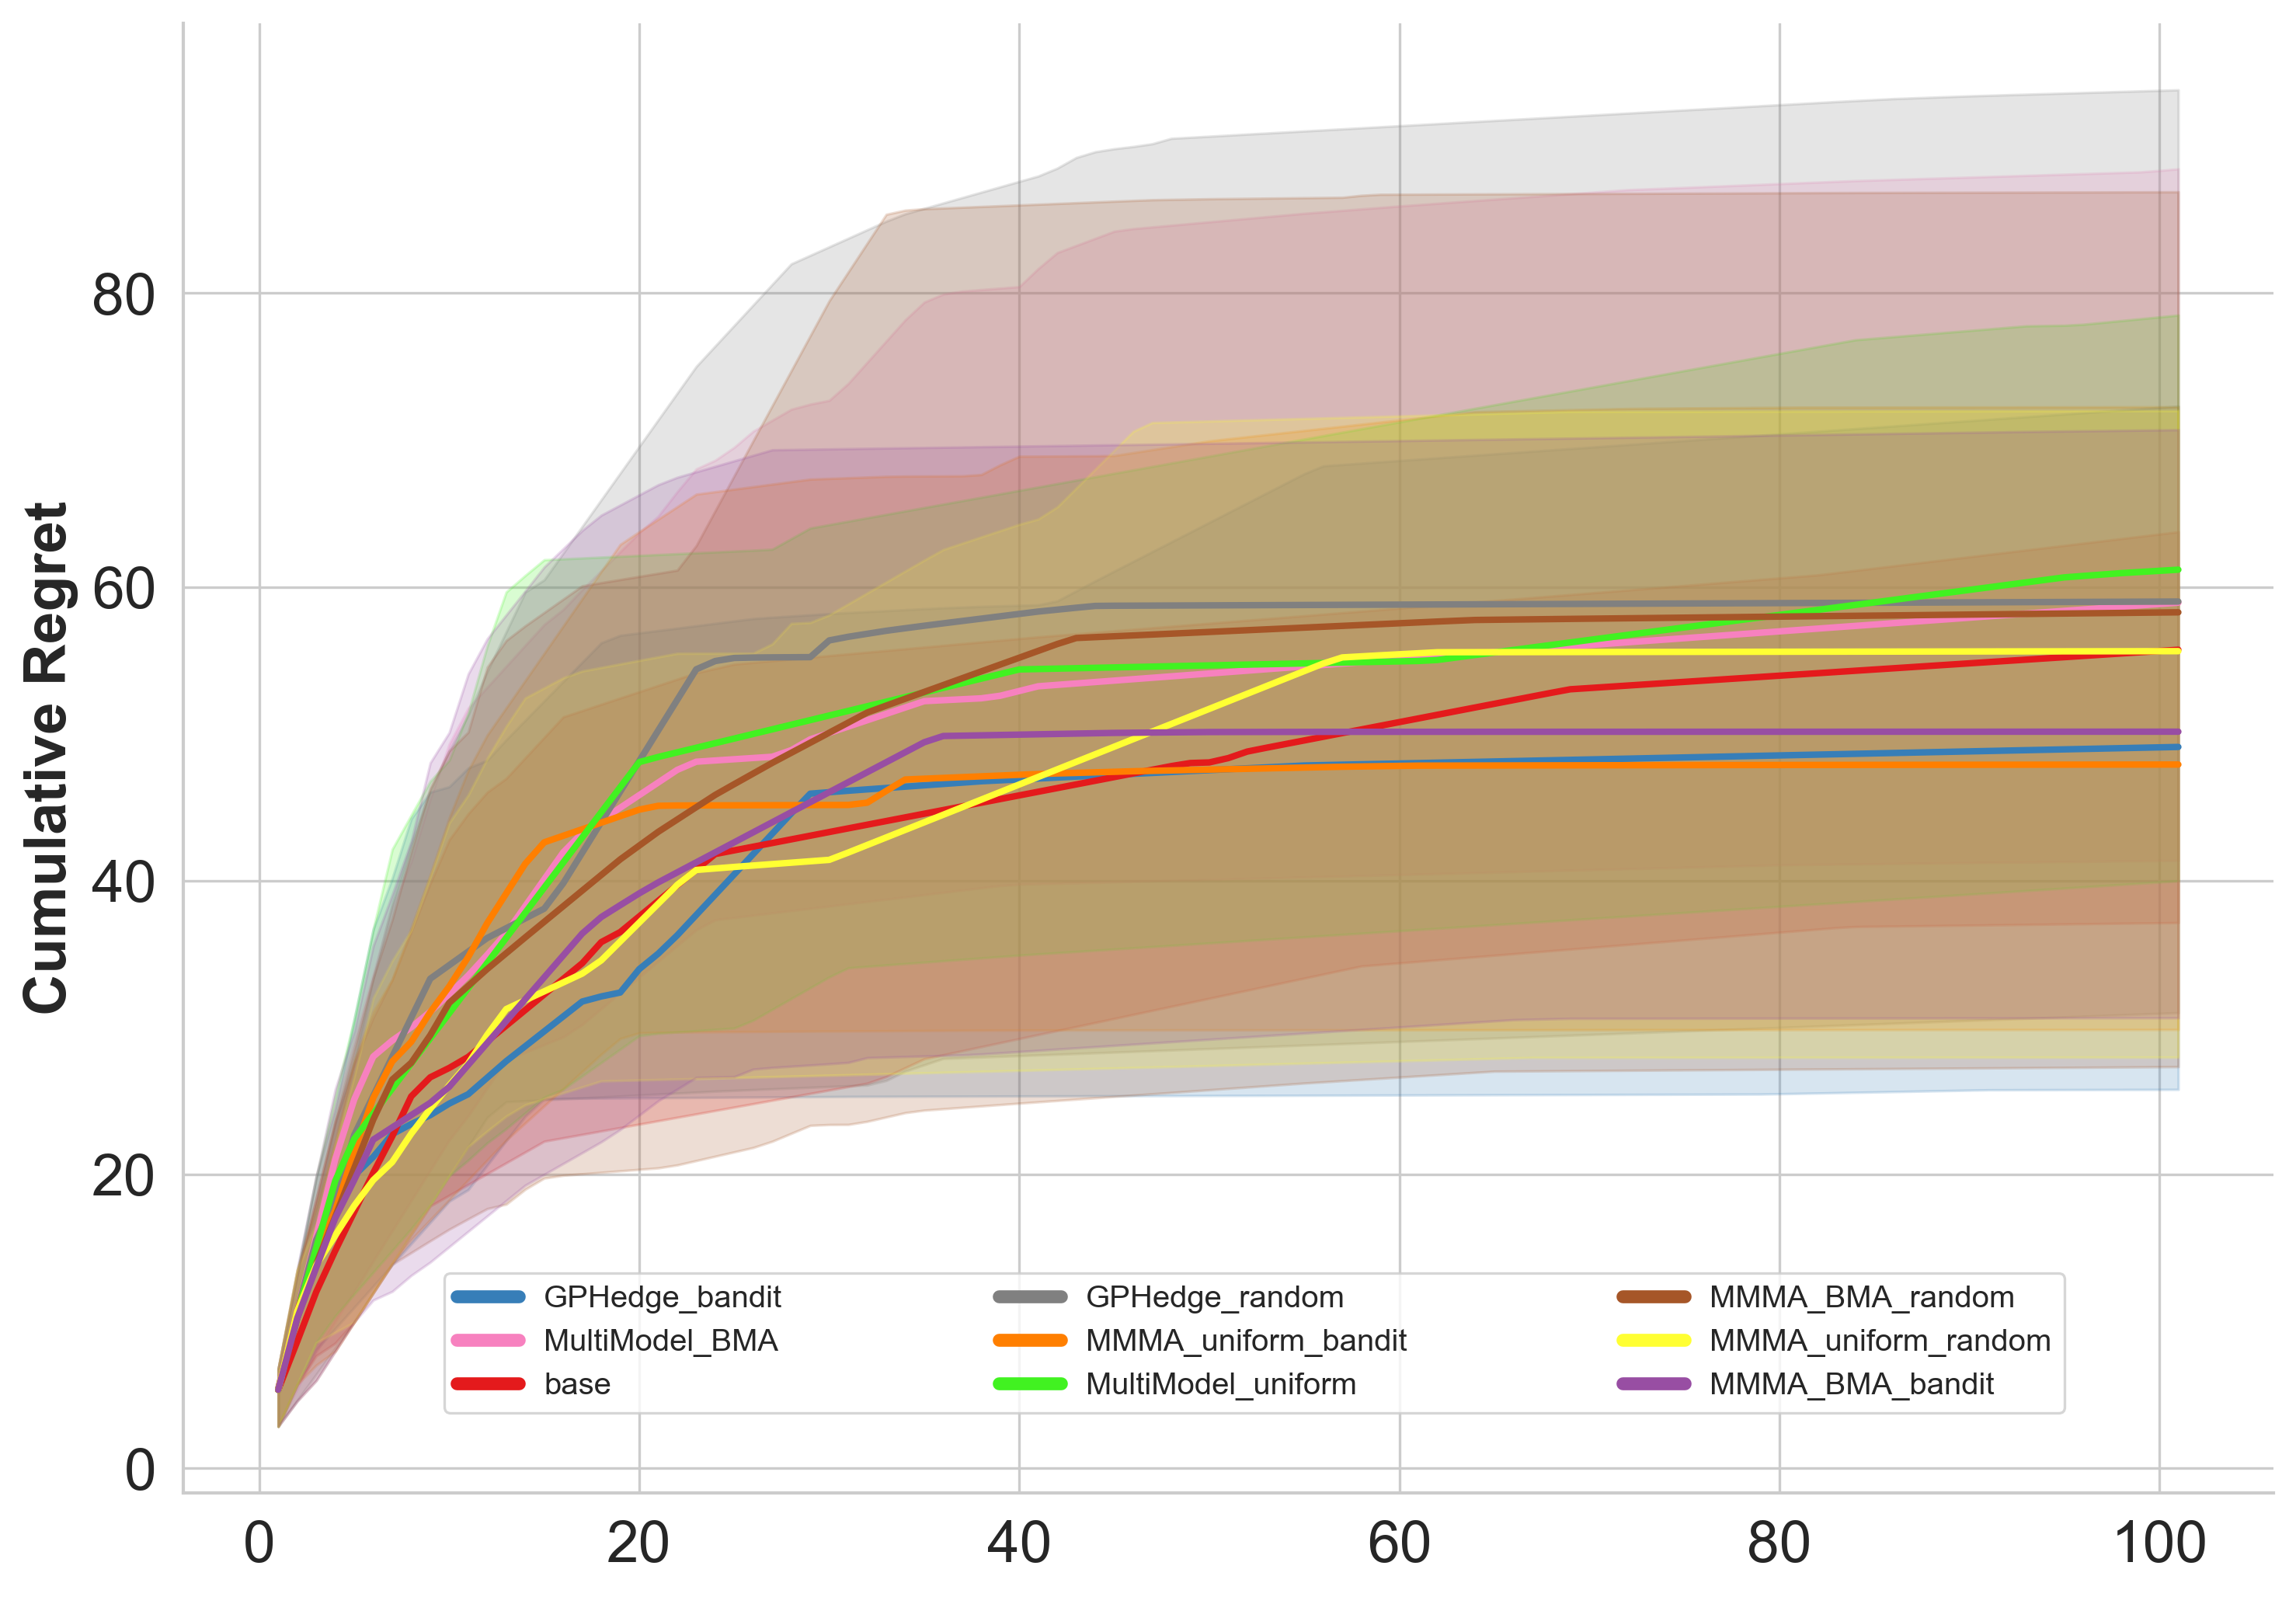 Cumulative Regret
80
60
40
20
0
0 20 40 60 80 100
GPHedge_bandit
MultiModel_BMA
base
GPHedge_random
MMMA_uniform_bandit
MultiModel_uniform
MMMA_BMA_random
MMMA_uniform_random
MMMA_BMA_bandit